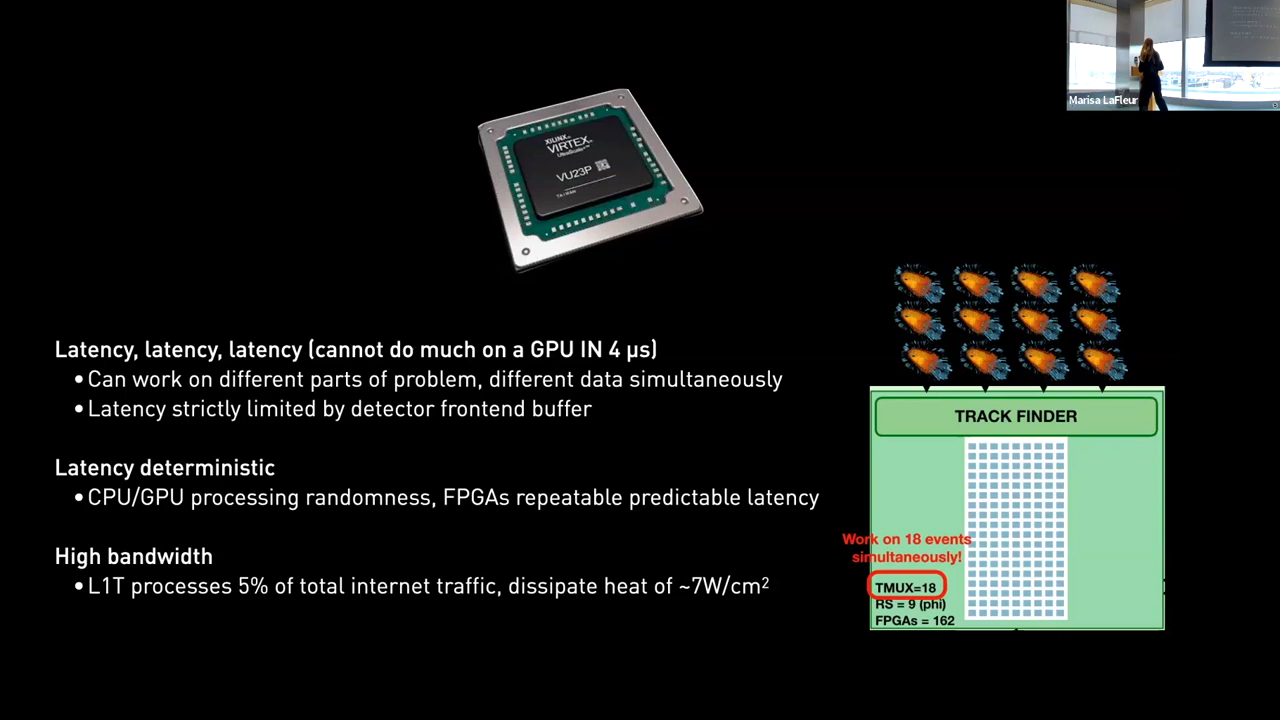 Marisa LaFleur
XILINX
VIRTEX
UltraScale+
VU23P
TAIWAN
Latency, latency, latency (cannot do much on a GPU IN 4 µs)
•Can work on different parts of problem, different data simultaneously
•Latency strictly limited by detector frontend buffer
Latency deterministic
•CPU/GPU processing randomness, FPGAs repeatable predictable latency
High bandwidth
•L1T processes 5% of total internet traffic, dissipate heat of ~7W/cm²
TRACK FINDER
Work on 18 events
simultaneously!
TMUX=18
RS = 9 (phi)
FPGAs = 162